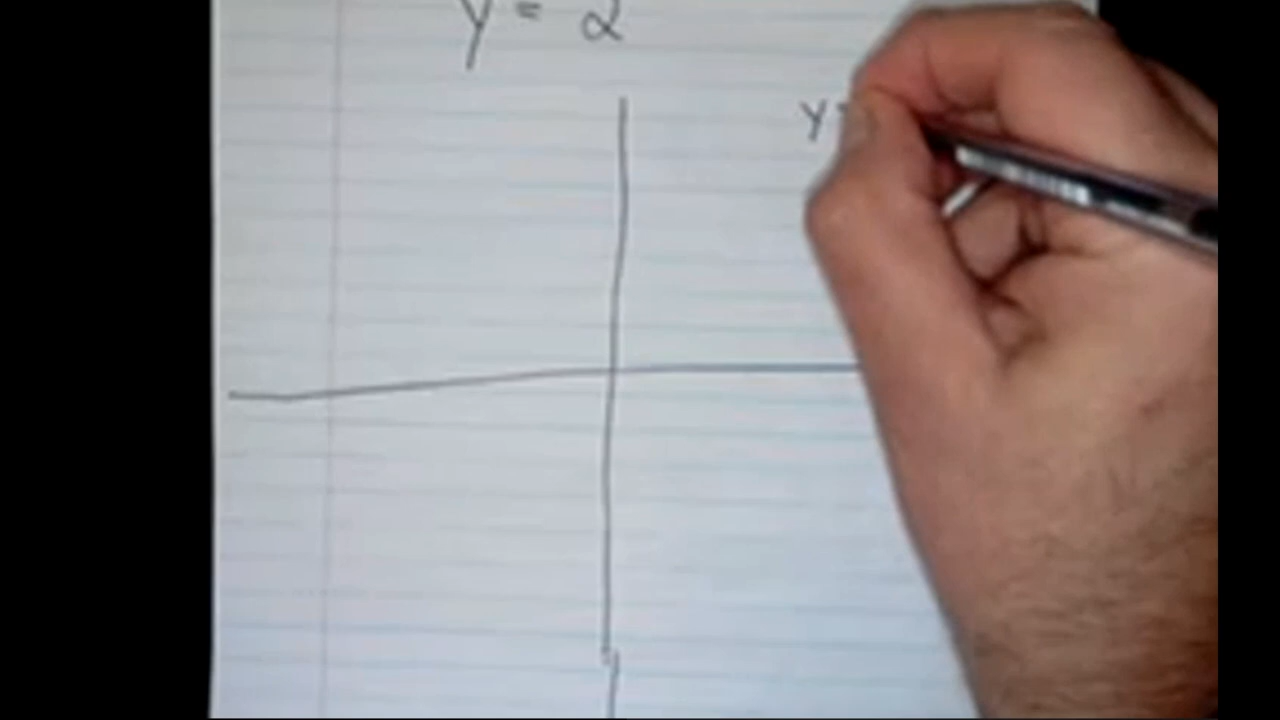 y = 2
y=